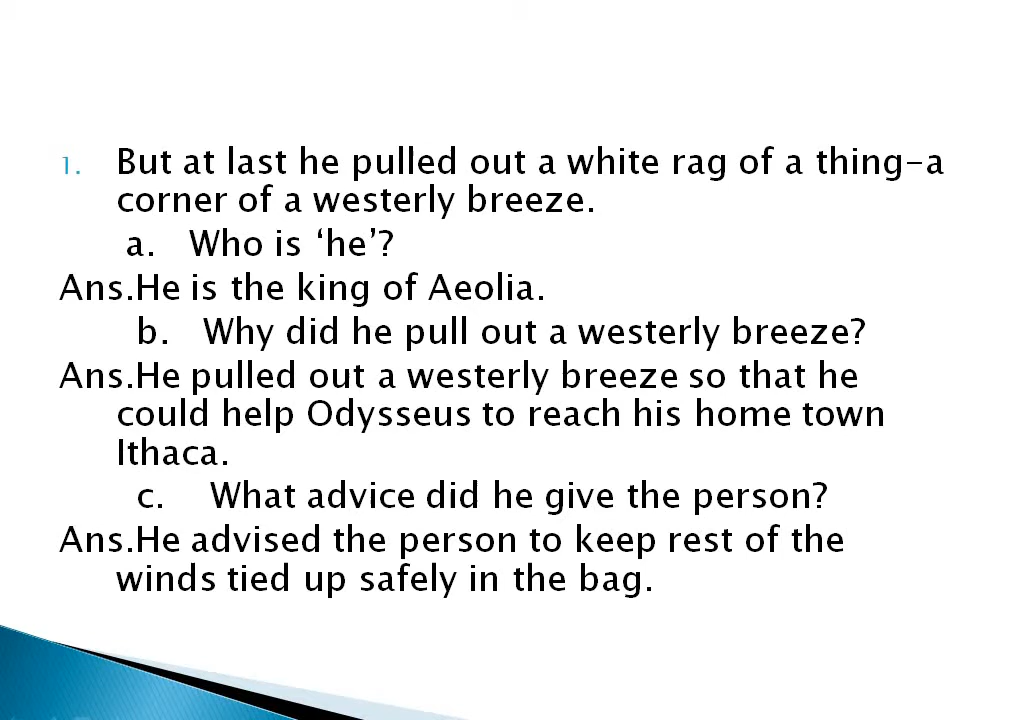 1. But at last he pulled out a white rag of a thing-a
corner of a westerly breeze.
a. Who is ‘he’?
Ans.He is the king of Aeolia.
b. Why did he pull out a westerly breeze?
Ans.He pulled out a westerly breeze so that he
could help Odysseus to reach his home town
Ithaca.
c. What advice did he give the person?
Ans.He advised the person to keep rest of the
winds tied up safely in the bag.